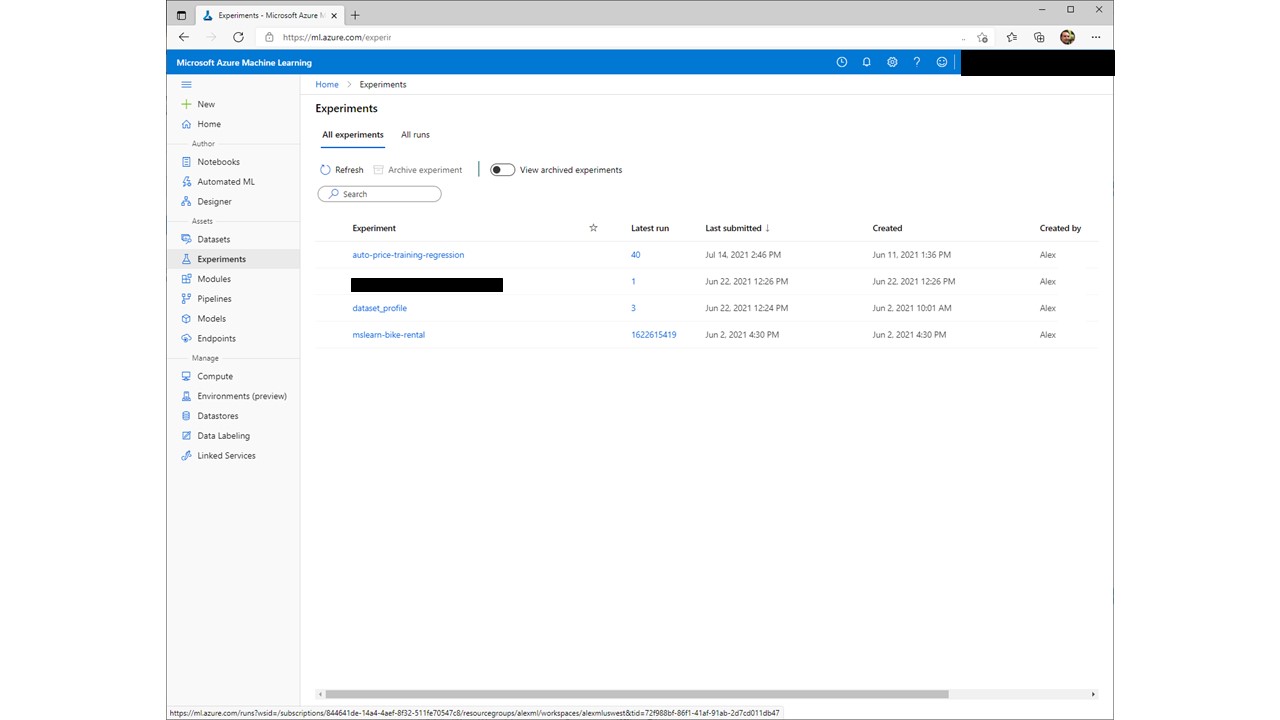 Experiments - Microsoft Azure M
https://ml.azure.com/experir
Microsoft Azure Machine Learning
Home > Experiments
New
Home
Author
Notebooks
Automated ML
Designer
Assets
Datasets
Experiments
Modules
Pipelines
Models
Endpoints
Manage
Compute
Environments (preview)
Datastores
Data Labeling
Linked Services
Experiments
All experiments All runs
Refresh Archive experiment View archived experiments
Search
Experiment Latest run Last submitted ↓ Created Created by
auto-price-training-regression 40 Jul 14, 2021 2:46 PM Jun 11, 2021 1:36 PM Alex
1 Jun 22, 2021 12:26 PM Jun 22, 2021 12:26 PM Alex
dataset_profile 3 Jun 22, 2021 12:24 PM Jun 2, 2021 10:01 AM Alex
mslearn-bike-rental 1622615419 Jun 2, 2021 4:30 PM Jun 2, 2021 4:30 PM Alex
https://ml.azure.com/runs?wsid=/subscriptions/844641de-14a4-4aef-8f32-511fe70547c8/resourcegroups/alexml/workspaces/alexmluswest&tid=72f988bf-86f1-41af-91ab-2d7cd011db47